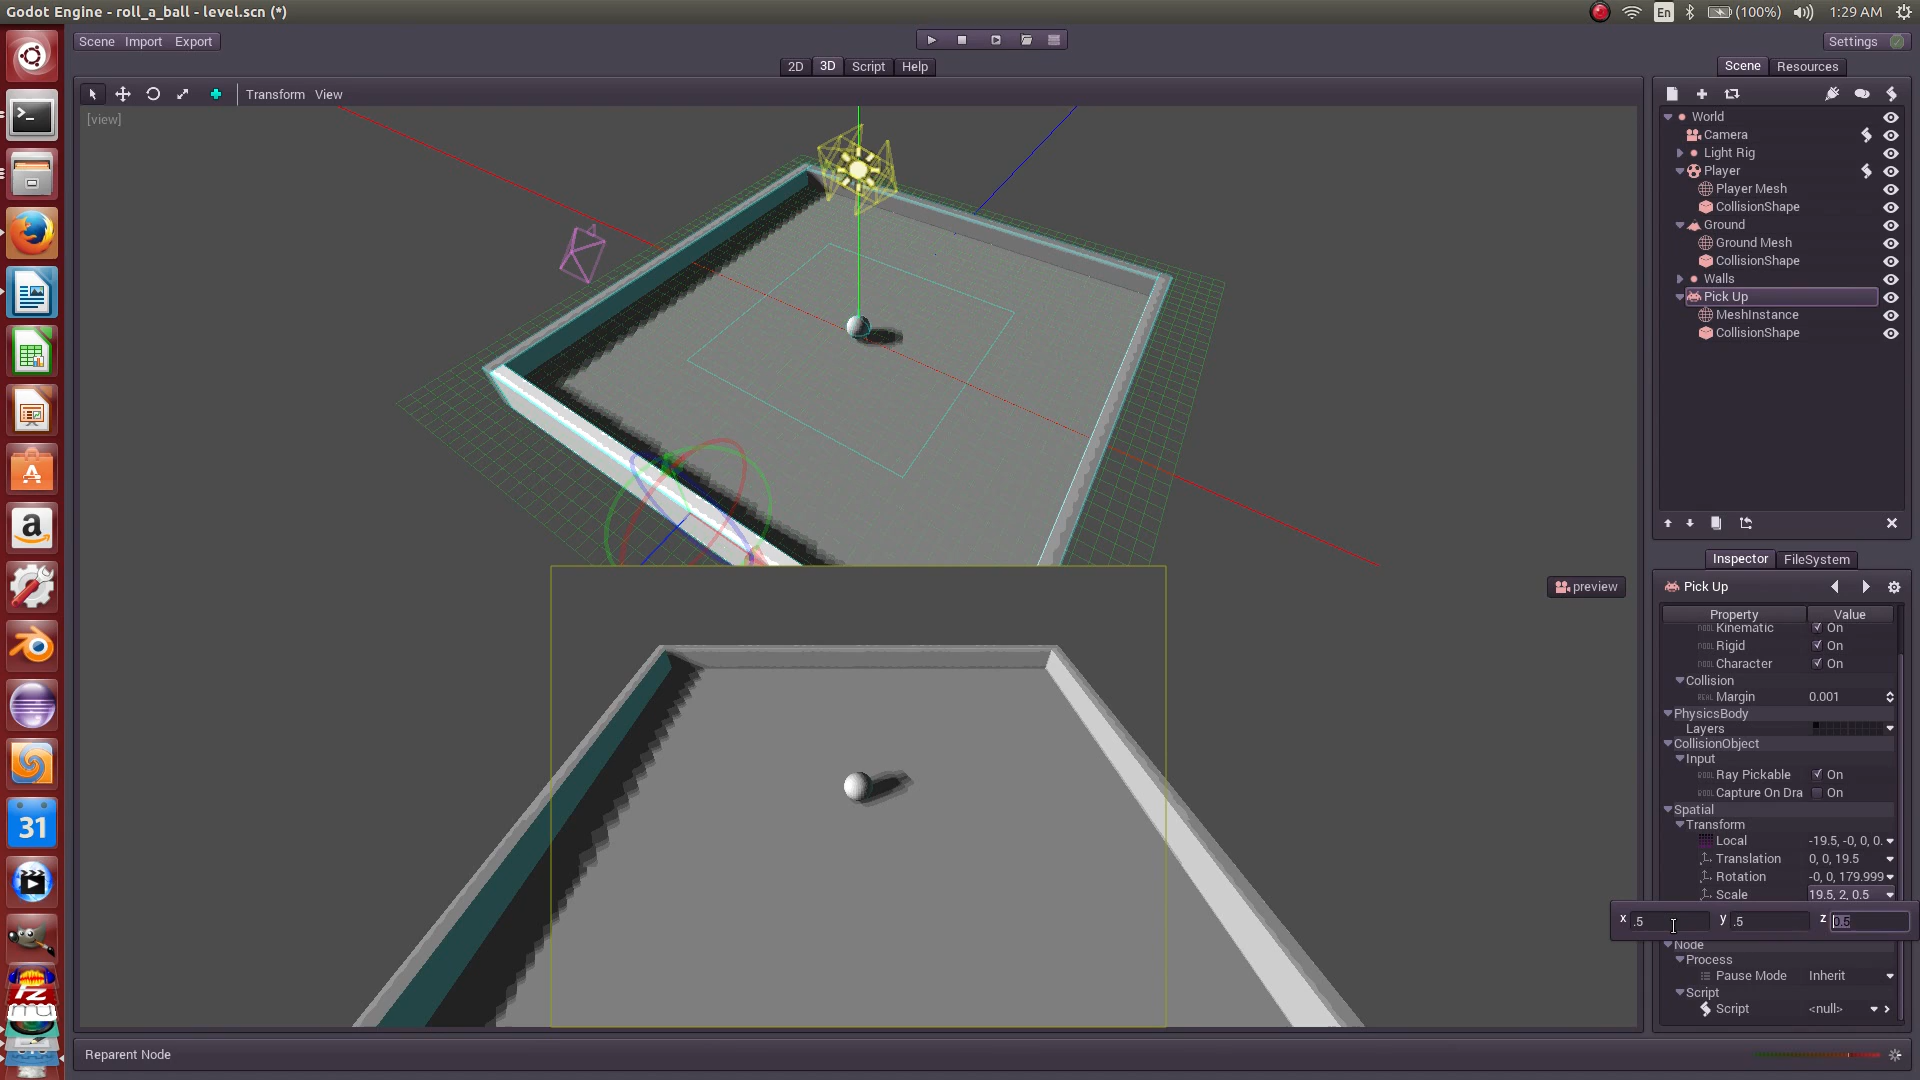 Godot Engine - roll_a_ball - level.scn (*)
En
(100%)
1:29 AM
Scene Import Export
Settings
2D 3D Script Help
Scene Resources
Transform View
[view]
World
Camera
Light Rig
Player
Player Mesh
CollisionShape
Ground
Ground Mesh
CollisionShape
Walls
Pick Up
MeshInstance
CollisionShape
Inspector FileSystem
Pick Up
preview
Property Value
Kinematic On
Rigid On
Character On
Collision
Margin 0.001
PhysicsBody
Layers
CollisionObject
Input
Ray Pickable On
Capture On Dra On
Spatial
Transform
Local -19.5, -0, 0, 0.
Translation 0, 0, 19.5
Rotation -0, 0, 179.999
Scale 19.5, 2, 0.5
x .5 y .5 z 0.5
Node
Process
Pause Mode Inherit
Script
Script <null>
Reparent Node
a
31
Fz
mu